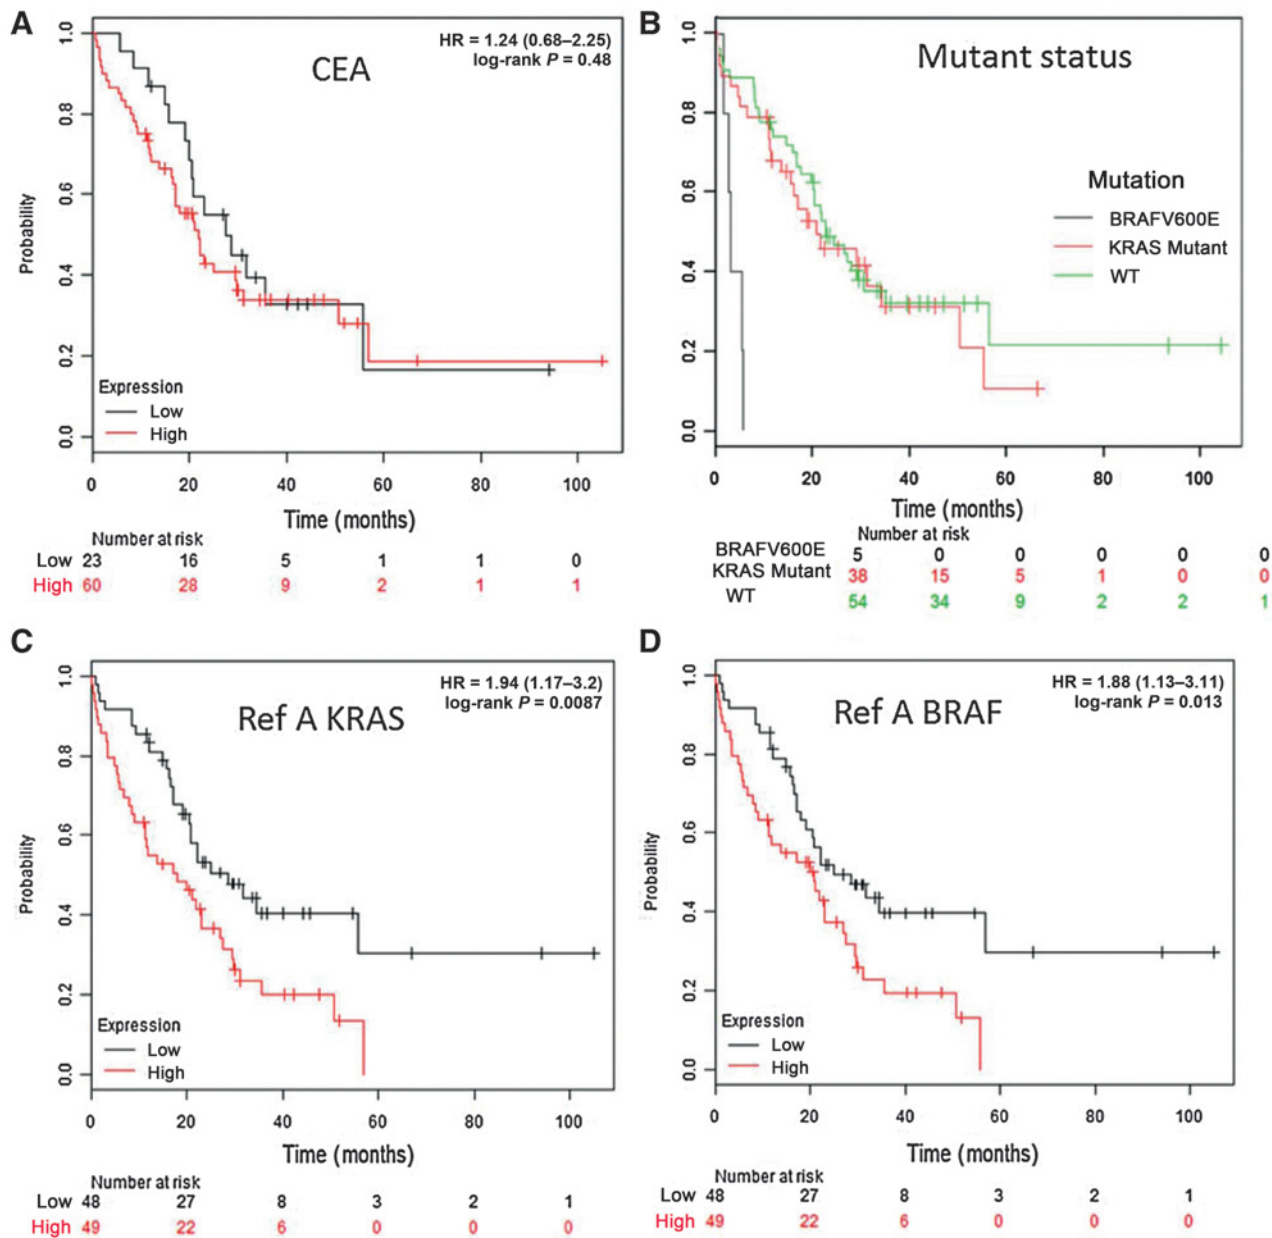 A
CEA
HR = 1.24 (0.68–2.25)
log-rank P = 0.48
Probability
1.0
0.8
0.6
0.4
0.2
0.0
Expression
Low
High
0 20 40 60 80 100
Time (months)
Number at risk
Low 23 16 5 1 1 0
High 60 28 9 2 1 1
B
Mutant status
Probability
1.0
0.8
0.6
0.4
0.2
0.0
Mutation
BRAFV600E
KRAS Mutant
WT
0 20 40 60 80 100
Time (months)
Number at risk
BRAFV600E 5 0 0 0 0 0
KRAS Mutant 38 15 5 1 0 0
WT 54 34 9 2 2 1
C
Ref A KRAS
HR = 1.94 (1.17–3.2)
log-rank P = 0.0087
Probability
1.0
0.8
0.6
0.4
0.2
0.0
Expression
Low
High
0 20 40 60 80 100
Time (months)
Number at risk
Low 48 27 8 3 2 1
High 49 22 6 0 0 0
D
Ref A BRAF
HR = 1.88 (1.13–3.11)
log-rank P = 0.013
Probability
1.0
0.8
0.6
0.4
0.2
0.0
Expression
Low
High
0 20 40 60 80 100
Time (months)
Number at risk
Low 48 27 8 3 2 1
High 49 22 6 0 0 0